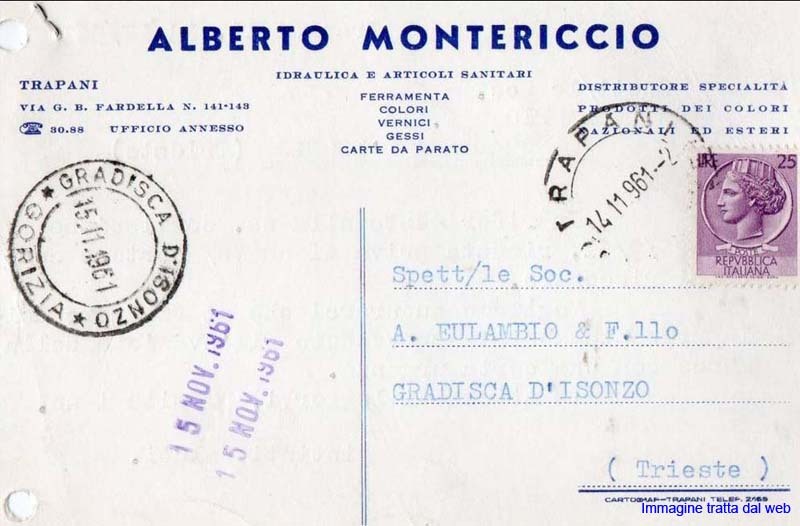 ALBERTO MONTERICCIO
IDRAULICA E ARTICOLI SANITARI
TRAPANI
VIA G. B. FARDELLA N. 141-143
☎ 30.88 UFFICIO ANNESSO
FERRAMENTA
COLORI
VERNICI
GESSI
CARTE DA PARATO
DISTRIBUTORE SPECIALITÀ
PRODOTTI DEI COLORI
NAZIONALI ED ESTERI
TRAPANI
14 11.961.-2
LIRE 25
POSTE
REPVBBLICA
ITALIANA
GRADISCA D'ISONZO
15.11.1961
★ GORIZIA ★
15 NOV. 1961
15 NOV. 1961
Spett/le Soc.
A. EULAMBIO & F.llo
GRADISCA D'ISONZO
( Trieste )
CARTOGRAF-TRAPANI TELEF. 2465
Immagine tratta dal web